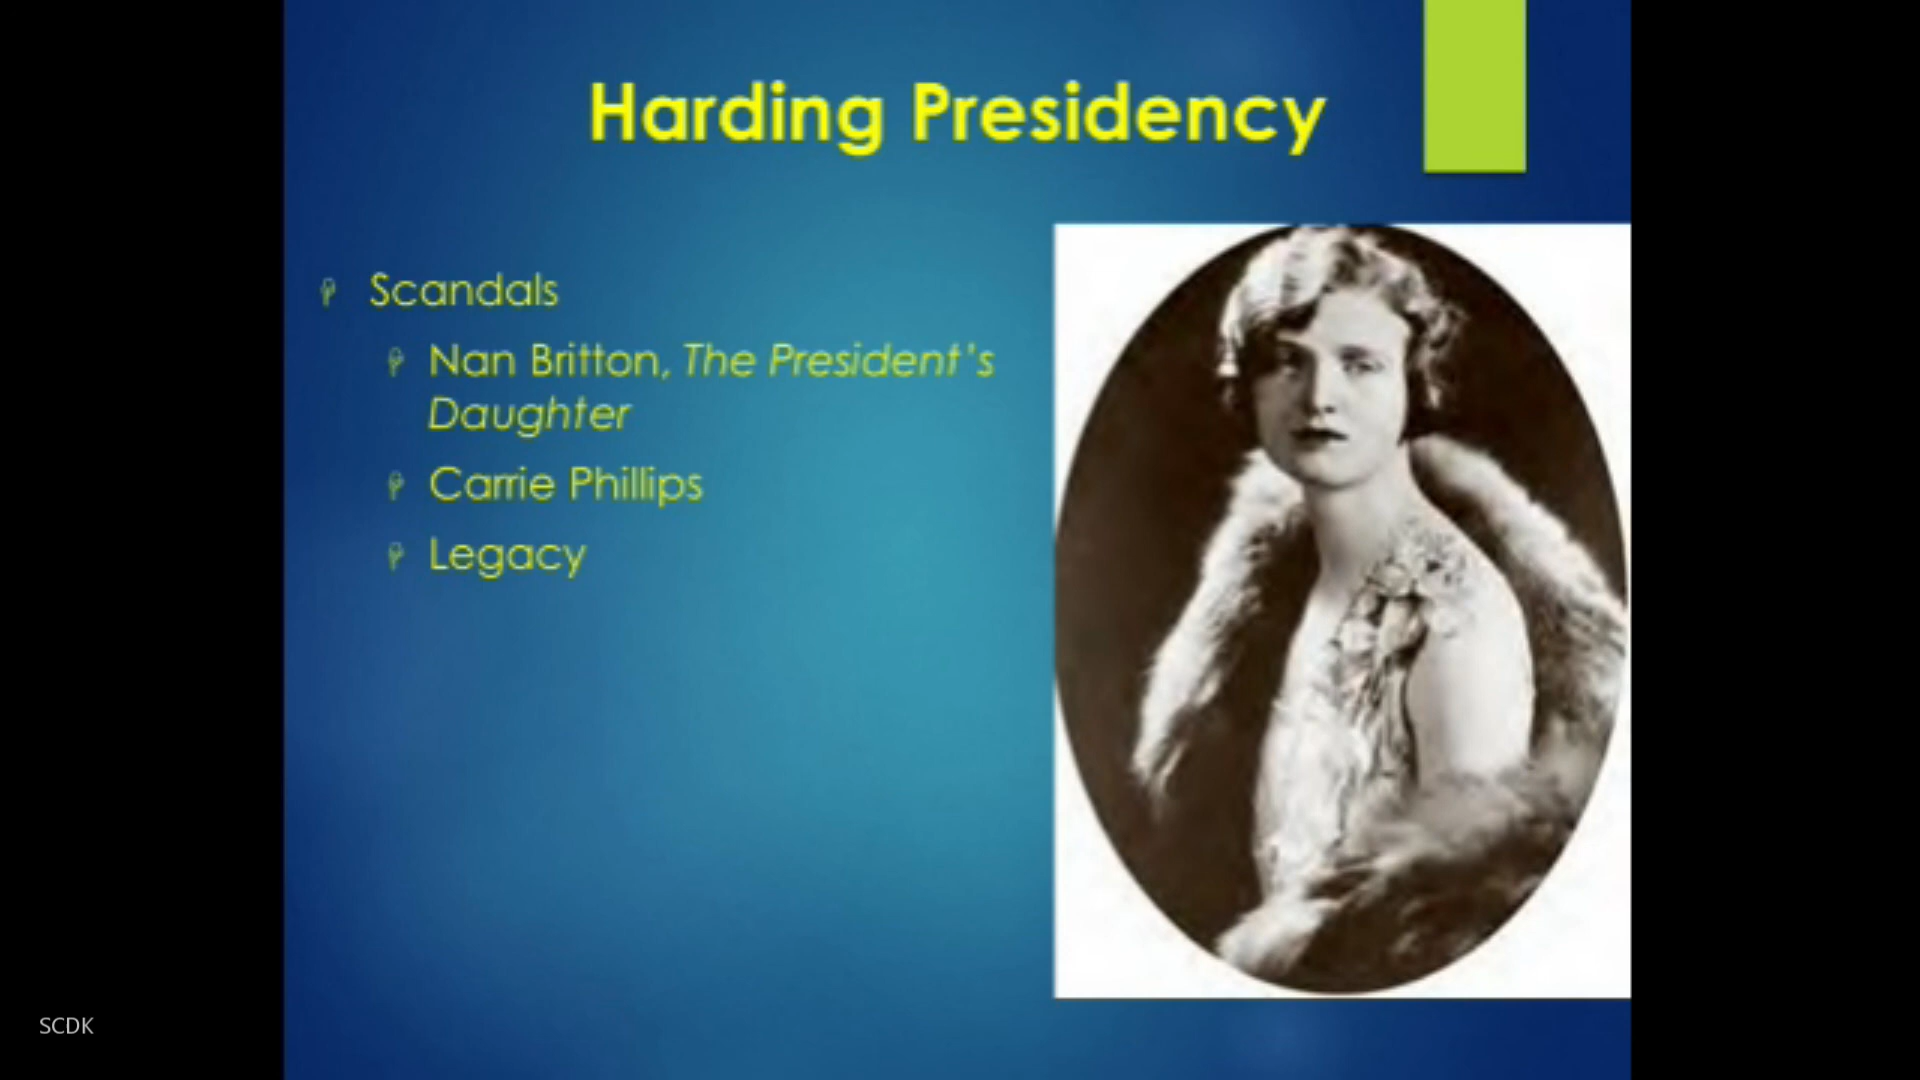 Harding Presidency
Scandals
Nan Britton, The President's
Daughter
Carrie Phillips
Legacy
SCDK